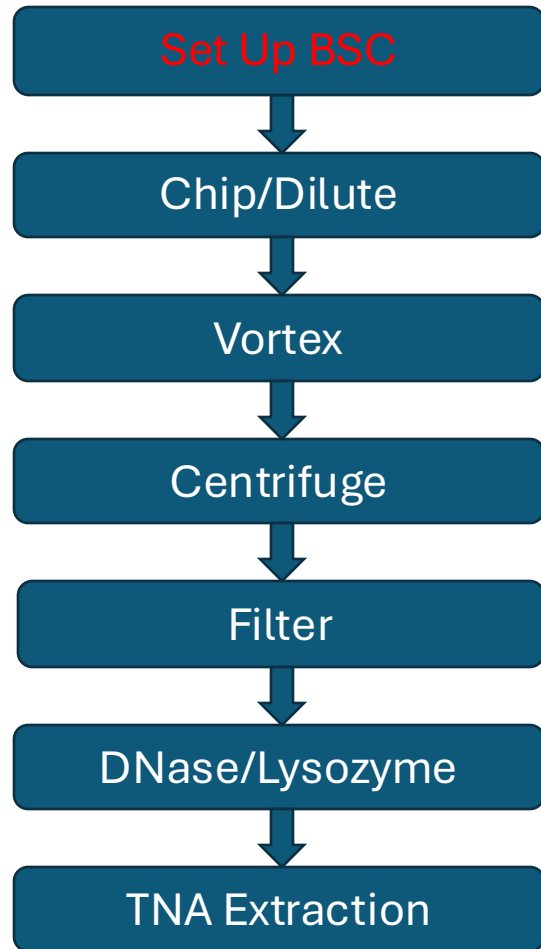 Set Up BSC
Chip/Dilute
Vortex
Centrifuge
Filter
DNase/Lysozyme
TNA Extraction